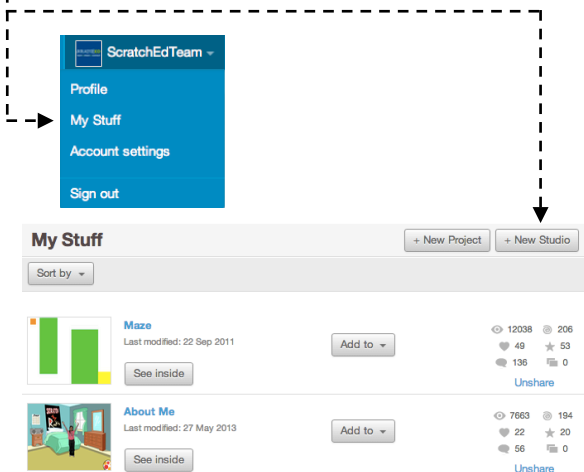 ScratchEdTeam
Profile
My Stuff
Account settings
Sign out
My Stuff
+ New Project
+ New Studio
Sort by
Maze
Last modified: 22 Sep 2011
See inside
Add to
12038
206
49
53
136
0
Unshare
About Me
Last modified: 27 May 2013
See inside
Add to
7663
194
22
20
56
0
Unshare